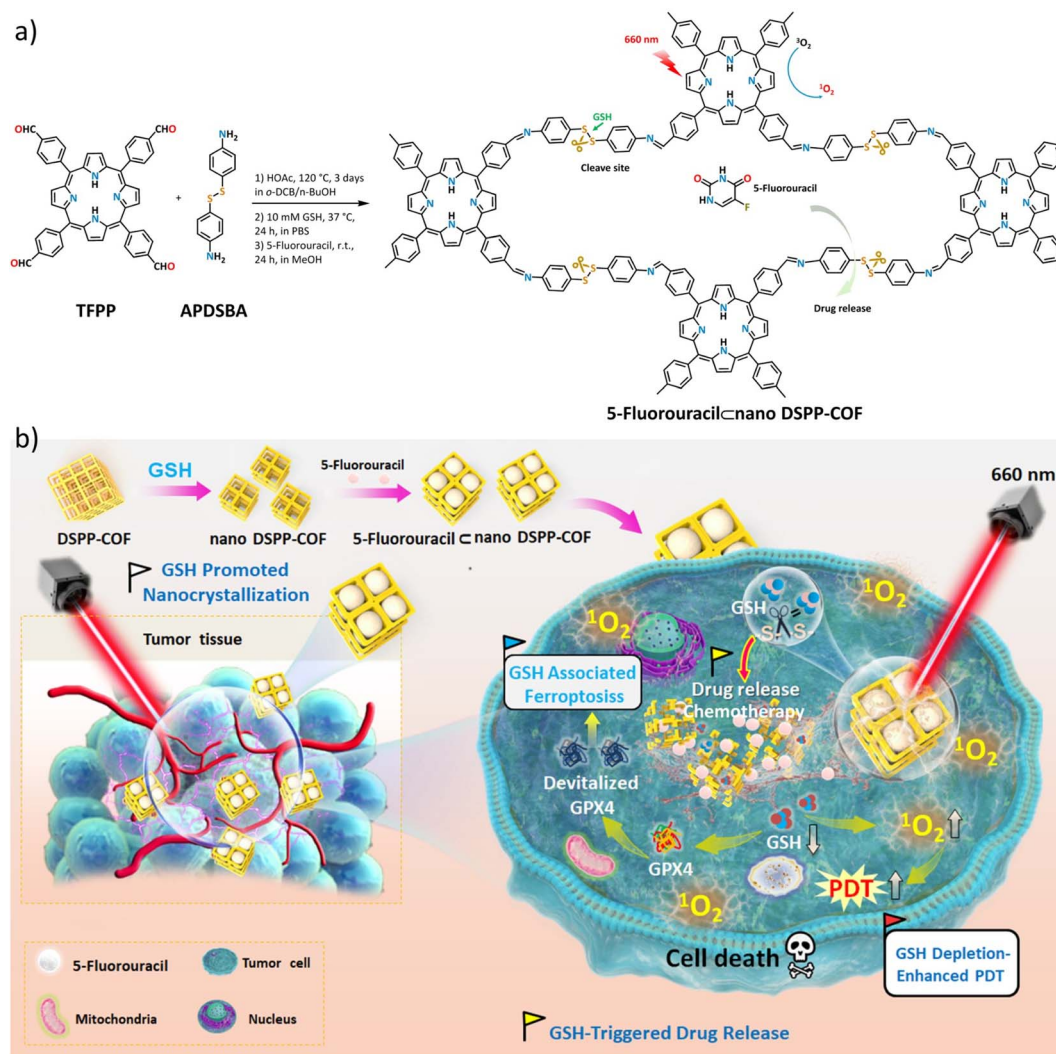 a)
660 nm
³O₂
¹O₂
OHC
CHO
NH₂
GSH
Cleave site
1) HOAc, 120 °C, 3 days
in o-DCB/n-BuOH
+
2) 10 mM GSH, 37 °C,
24 h, in PBS
3) 5-Fluorouracil, r.t.,
24 h, in MeOH
OHC
CHO
NH₂
5-Fluorouracil
Drug release
TFPP
APDSBA
5-Fluorouracil⊂nano DSPP-COF
b)
GSH
5-Fluorouracil
660 nm
DSPP-COF
nano DSPP-COF
5-Fluorouracil ⊂ nano DSPP-COF
GSH Promoted
Nanocrystallization
Tumor tissue
¹O₂
¹O₂
GSH
S
S
GSH Associated
Ferroptosiss
Drug release
Chemotherapy
¹O₂
Devitalized
GPX4
¹O₂
GSH
GPX4
PDT
¹O₂
Cell death
GSH Depletion-
Enhanced PDT
5-Fluorouracil
Tumor cell
Mitochondria
Nucleus
GSH-Triggered Drug Release